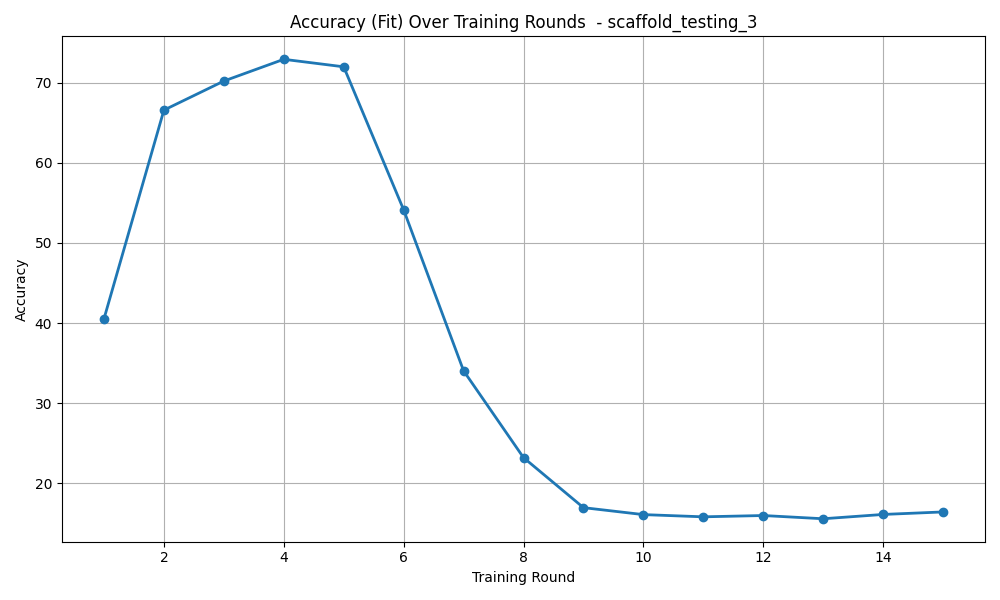 Accuracy (Fit) Over Training Rounds  - scaffold_testing_3
Accuracy
70
60
50
40
30
20
2 4 6 8 10 12 14
Training Round